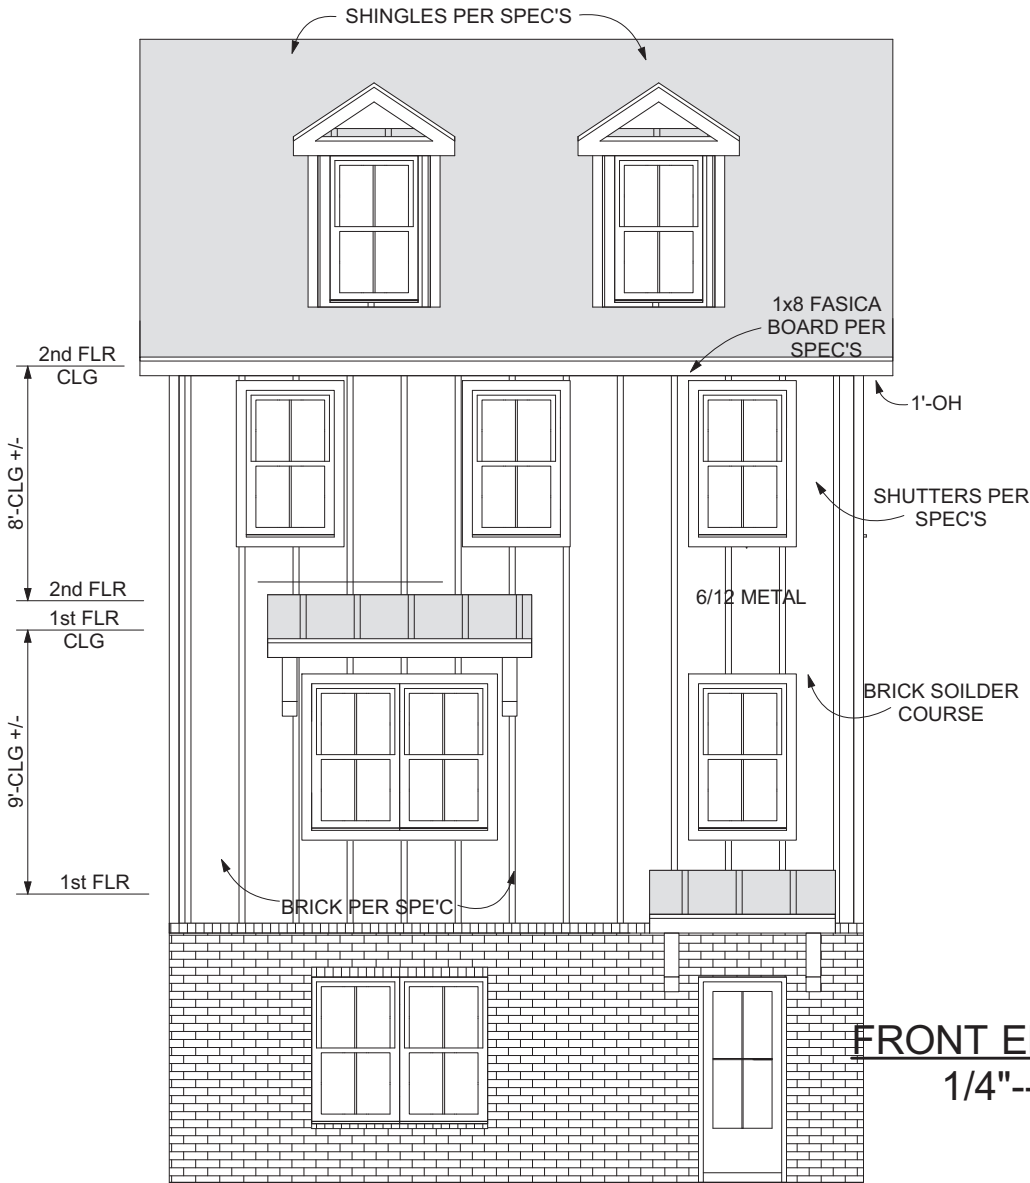 SHINGLES PER SPEC'S
1x8 FASICA
BOARD PER
SPEC'S
2nd FLR
CLG
1'-OH
8'-CLG +/-
SHUTTERS PER
SPEC'S
2nd FLR
6/12 METAL
1st FLR
CLG
BRICK SOILDER
COURSE
9'-CLG +/-
1st FLR
BRICK PER SPE'C
FRONT
1/4"--